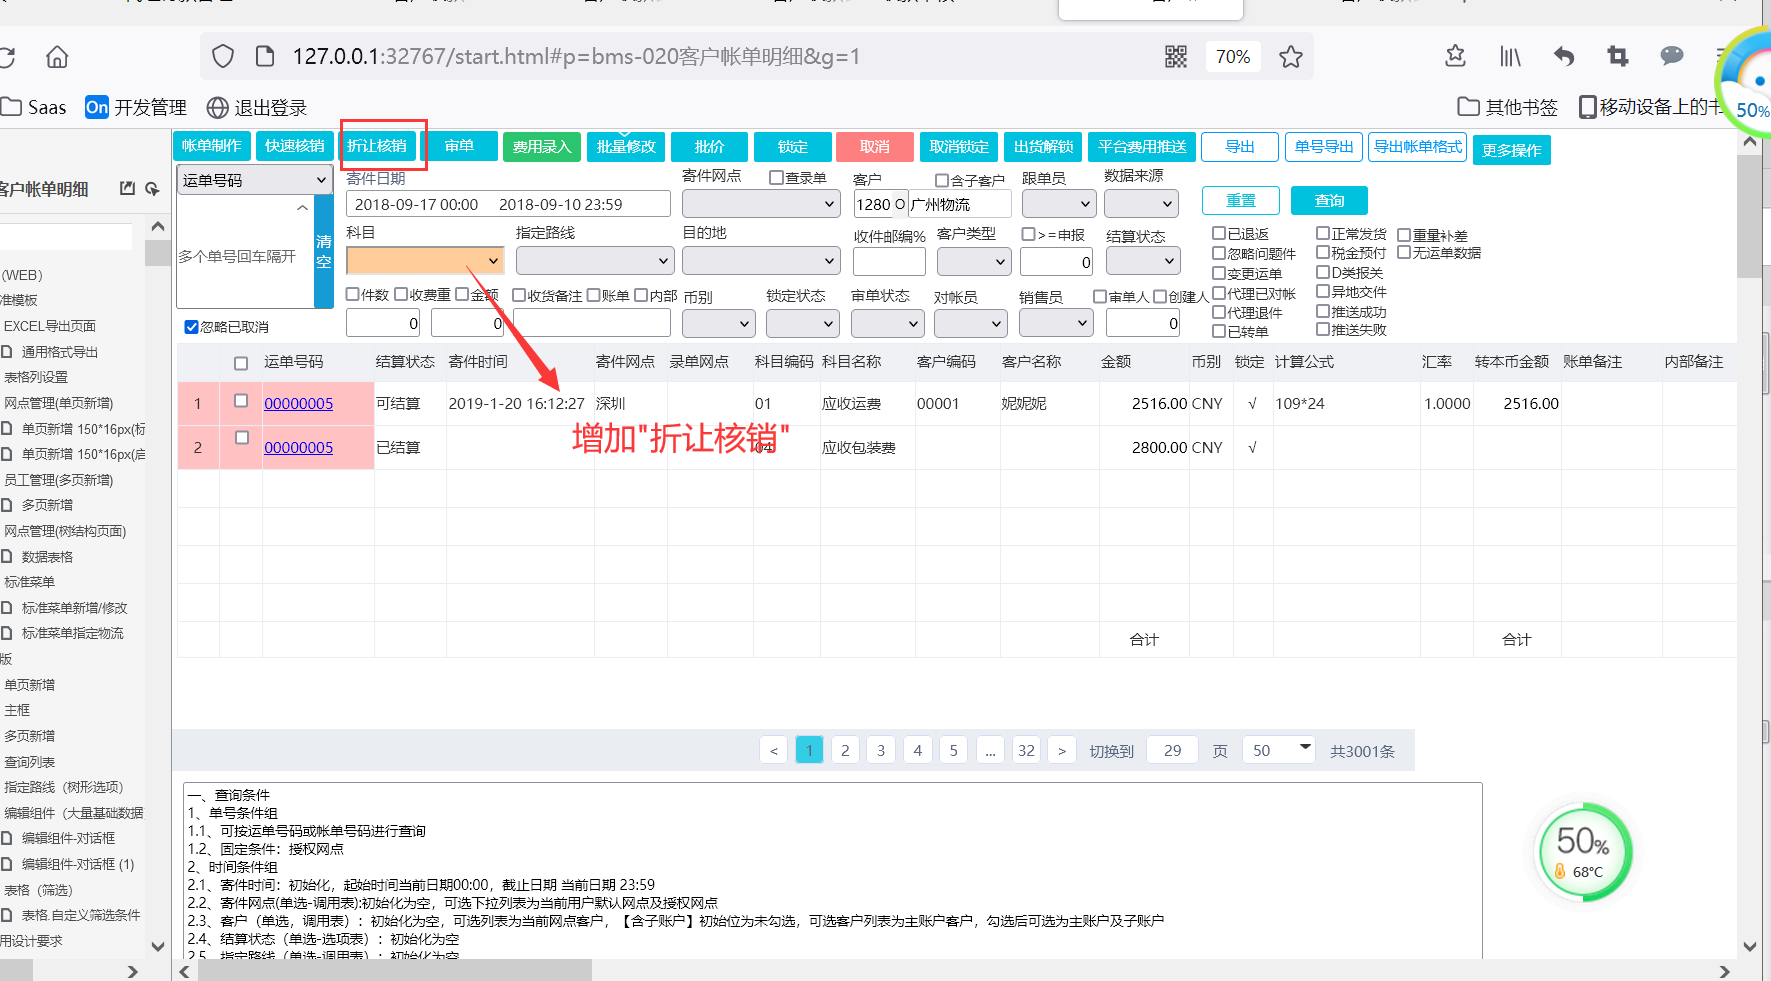 127.0.0.1:32767/start.html#p=bms-020客户帐单明细&g=1
70%
50%
Saas
On 开发管理
退出登录
其他书签
移动设备上的书
帐单制作 快速核销 折让核销 审单 费用录入 批量修改 批价 锁定 取消 取消锁定 出货解锁 平台费用推送 导出 单号导出 导出帐单格式 更多操作
客户帐单明细
运单号码
多个单号回车隔开
清空
忽略已取消
寄件日期
2018-09-17 00:00 2018-09-10 23:59
寄件网点 查录单
客户 含子客户
1280 广州物流
跟单员
数据来源
重置 查询
科目
指定路线
目的地
收件邮编%
客户类型
>=申报
0
结算状态
件数 收费重 金额
0 0
收货备注 账单 内部
币别
锁定状态
审单状态
对帐员
销售员
审单人 创建人
0
已退返 正常发货 重量补差
忽略问题件 税金预付 无运单数据
变更运单 D类报关
代理已对帐 异地交件
代理退件 推送成功
已转单 推送失败
运单号码 结算状态 寄件时间 寄件网点 录单网点 科目编码 科目名称 客户编码 客户名称 金额 币别 锁定 计算公式 汇率 转本币金额 账单备注 内部备注
1 00000005 可结算 2019-1-20 16:12:27 深圳 01 应收运费 00001 妮妮妮 2516.00 CNY √ 109*24 1.0000 2516.00
2 00000005 已结算 04 应收包装费 2800.00 CNY √
增加"折让核销"
合计 合计
< 1 2 3 4 5 ... 32 > 切换到 29 页 50 共3001条
(WEB)
准模板
EXCEL导出页面
通用格式导出
表格列设置
网点管理(单页新增)
单页新增 150*16px(标
单页新增 150*16px(启
员工管理(多页新增)
多页新增
网点管理(树结构页面)
数据表格
标准菜单
标准菜单新增/修改
标准菜单指定物流
版
单页新增
主框
多页新增
查询列表
指定路线（树形选项）
编辑组件（大量基础数据
编辑组件-对话框
编辑组件-对话框 (1)
表格（筛选）
表格.自定义筛选条件
用设计要求
一、查询条件
1、单号条件组
1.1、可按运单号码或帐单号码进行查询
1.2、固定条件：授权网点
2、时间条件组
2.1、寄件时间：初始化，起始时间当前日期00:00，截止日期 当前日期 23:59
2.2、寄件网点(单选-调用表):初始化为空，可选下拉列表为当前用户默认网点及授权网点
2.3、客户（单选，调用表）：初始化为空，可选列表为当前网点客户，【含子账户】初始位为未勾选，可选客户列表为主账户客户，勾选后可选为主账户及子账户
2.4、结算状态（单选-选项表）：初始化为空
2.5、指定路线（单选-调用表）：初始化为空
50%
68°C